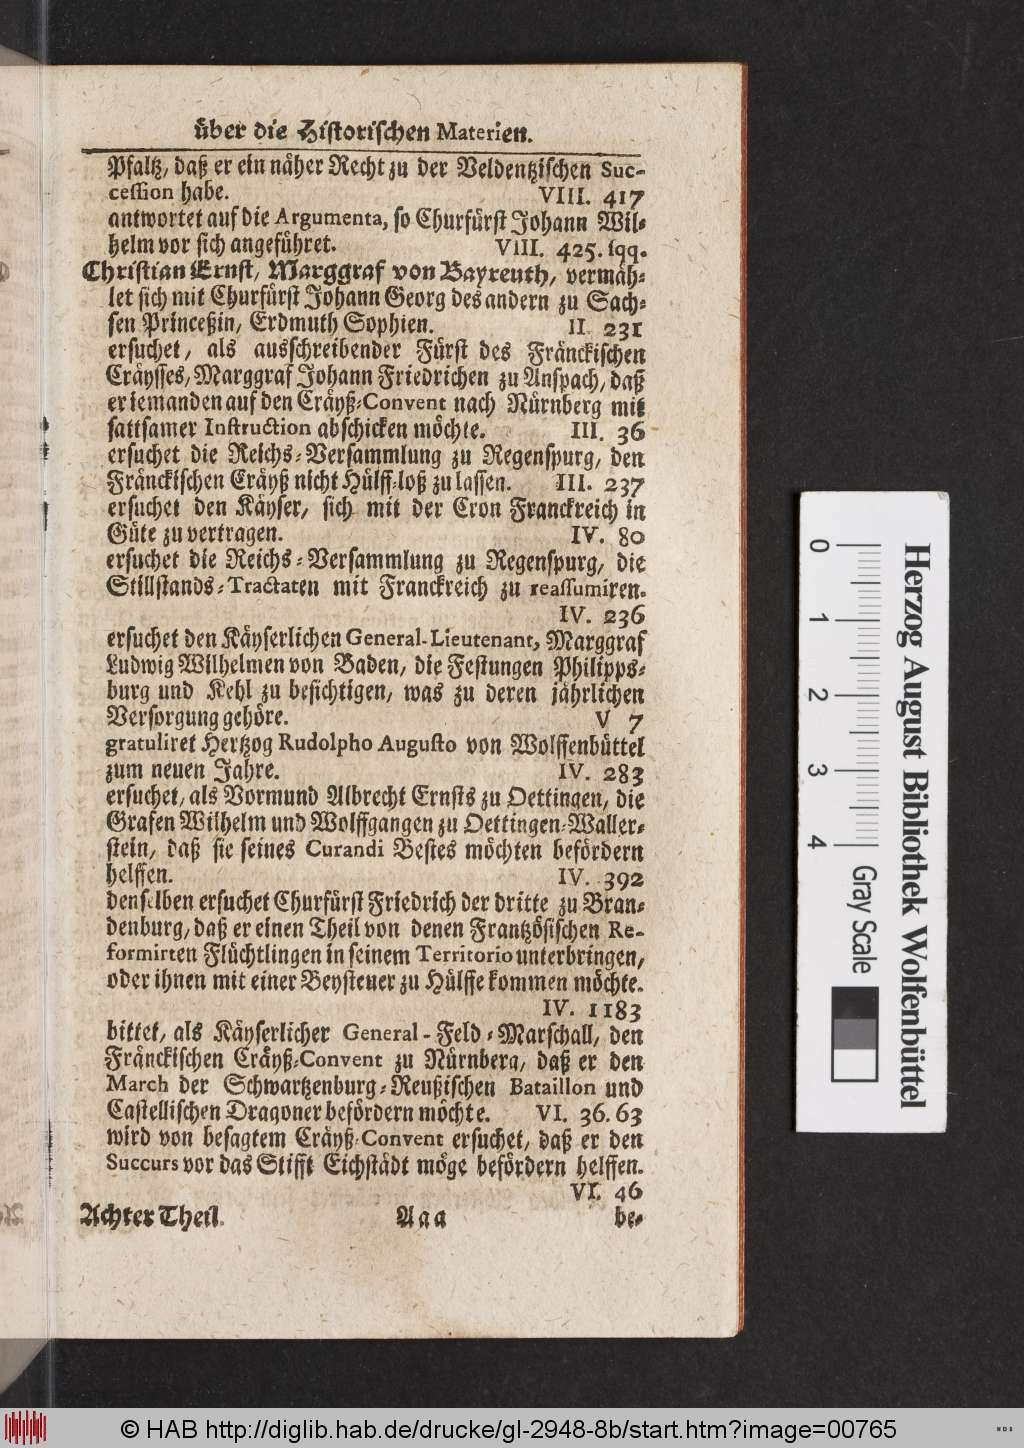 über die Historischen Materien.
Pfaltz, daß er ein näher Recht zu der Veldentzischen Suc-
cession habe. VIII. 417
antwortet auf die Argumenta, so Churfürst Johann Wil-
helm vor sich angeführet. VIII. 425. sqq.
Christian Ernst, Marggraf von Bayreuth, vermäh-
let sich mit Churfürst Johann Georg des andern zu Sach-
sen Princeßin, Erdmuth Sophien. II. 231
ersuchet, als ausschreibender Fürst des Fränckischen
Cräysses, Marggraf Johann Friedrichen zu Anspach, daß
er iemanden auf den Cräyß-Convent nach Nürnberg mit
sattsamer Instruction abschicken möchte. III. 36
ersuchet die Reichs-Versammlung zu Regenspurg, den
Fränckischen Cräyß nicht Hülff-loß zu lassen. III. 237
ersuchet den Käyser, sich mit der Cron Franckreich in
Güte zu vertragen. IV. 80
ersuchet die Reichs-Versammlung zu Regenspurg, die
Stillstands-Tractaten mit Franckreich zu reassumiren.
IV. 236
ersuchet den Käyserlichen General-Lieutenant, Marggraf
Ludwig Wilhelmen von Baden, die Festungen Philipps-
burg und Kehl zu besichtigen, was zu deren jährlichen
Versorgung gehöre. V 7
gratuliret Hertzog Rudolpho Augusto von Wolffenbüttel
zum neuen Jahre. IV. 283
ersuchet, als Vormund Albrecht Ernsts zu Oettingen, die
Grafen Wilhelm und Wolffgangen zu Oettingen-Waller-
stein, daß sie seines Curandi Bestes möchten befördern
helffen. IV. 392
denselben ersuchet Churfürst Friedrich der dritte zu Bran-
denburg, daß er einen Theil von denen Frantzösischen Re-
formirten Flüchtlingen in seinem Territorio unterbringen,
oder ihnen mit einer Beysteuer zu Hülffe kommen möchte.
IV. 1183
bittet, als Käyserlicher General-Feld-Marschall, den
Fränckischen Cräyß-Convent zu Nürnberg, daß er den
March der Schwartzenburg-Reußischen Bataillon und
Castellischen Dragoner befördern möchte. VI. 36. 63
wird von besagtem Cräyß-Convent ersuchet, daß er den
Succurs vor das Stifft Eichstädt möge befördern helffen.
VI. 46
Achter Theil. Aaa be-
0 1 2 3 4
Gray Scale
Herzog August Bibliothek Wolfenbüttel
© HAB http://diglib.hab.de/drucke/gl-2948-8b/start.htm?image=00765